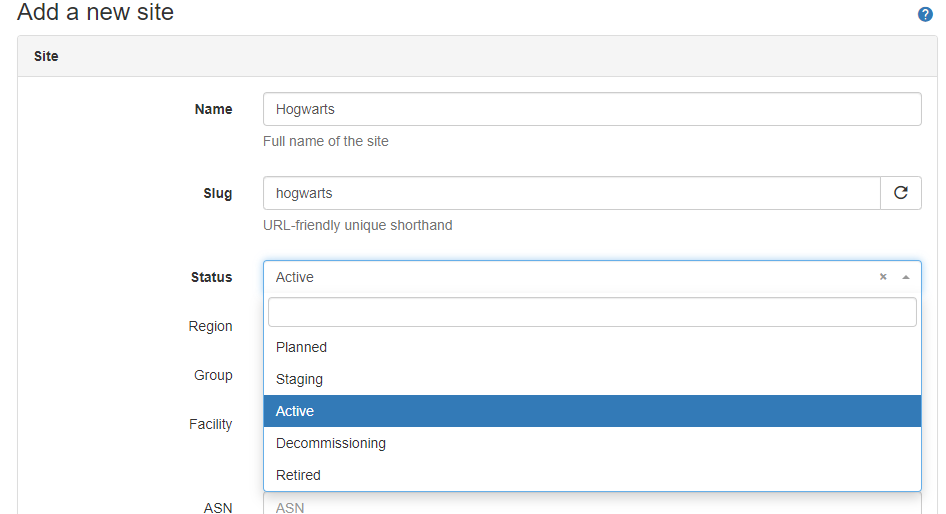 Add a new site
?
Site
Name
Hogwarts
Full name of the site
Slug
hogwarts
URL-friendly unique shorthand
Status
Active
×
Region
Planned
Staging
Group
Active
Facility
Decommissioning
Retired
ASN
ASN